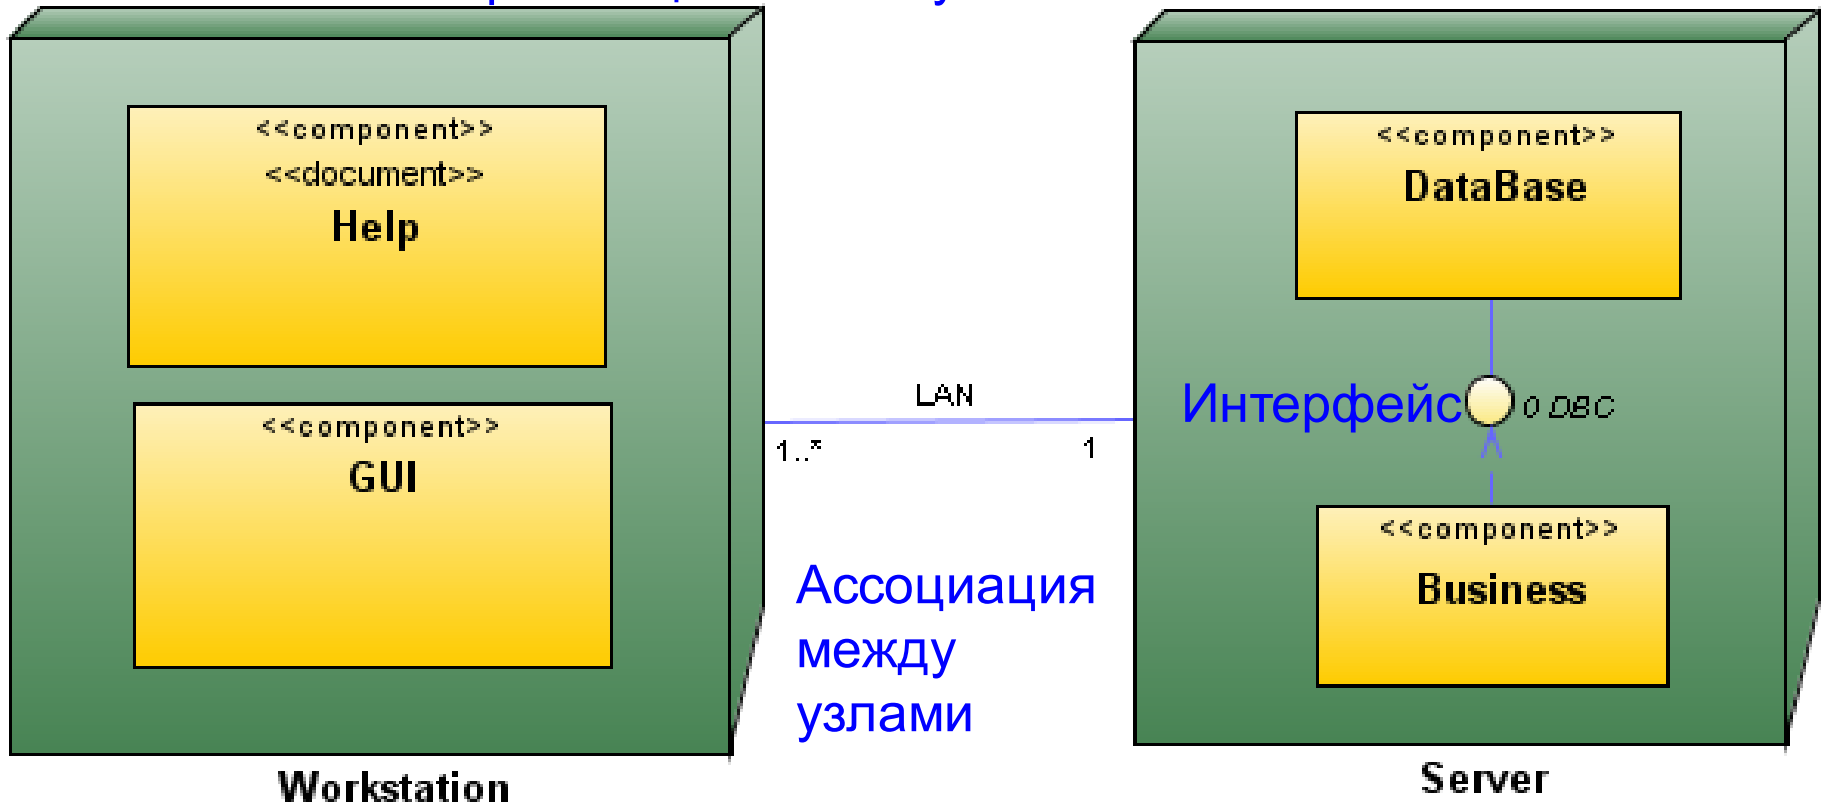 <<component>>
<<document>>
Help
<<component>>
GUI
Workstation
LAN
1..*
1
Ассоциация
между
узлами
<<component>>
DataBase
Интерфейс
0 DBC
<<component>>
Business
Server